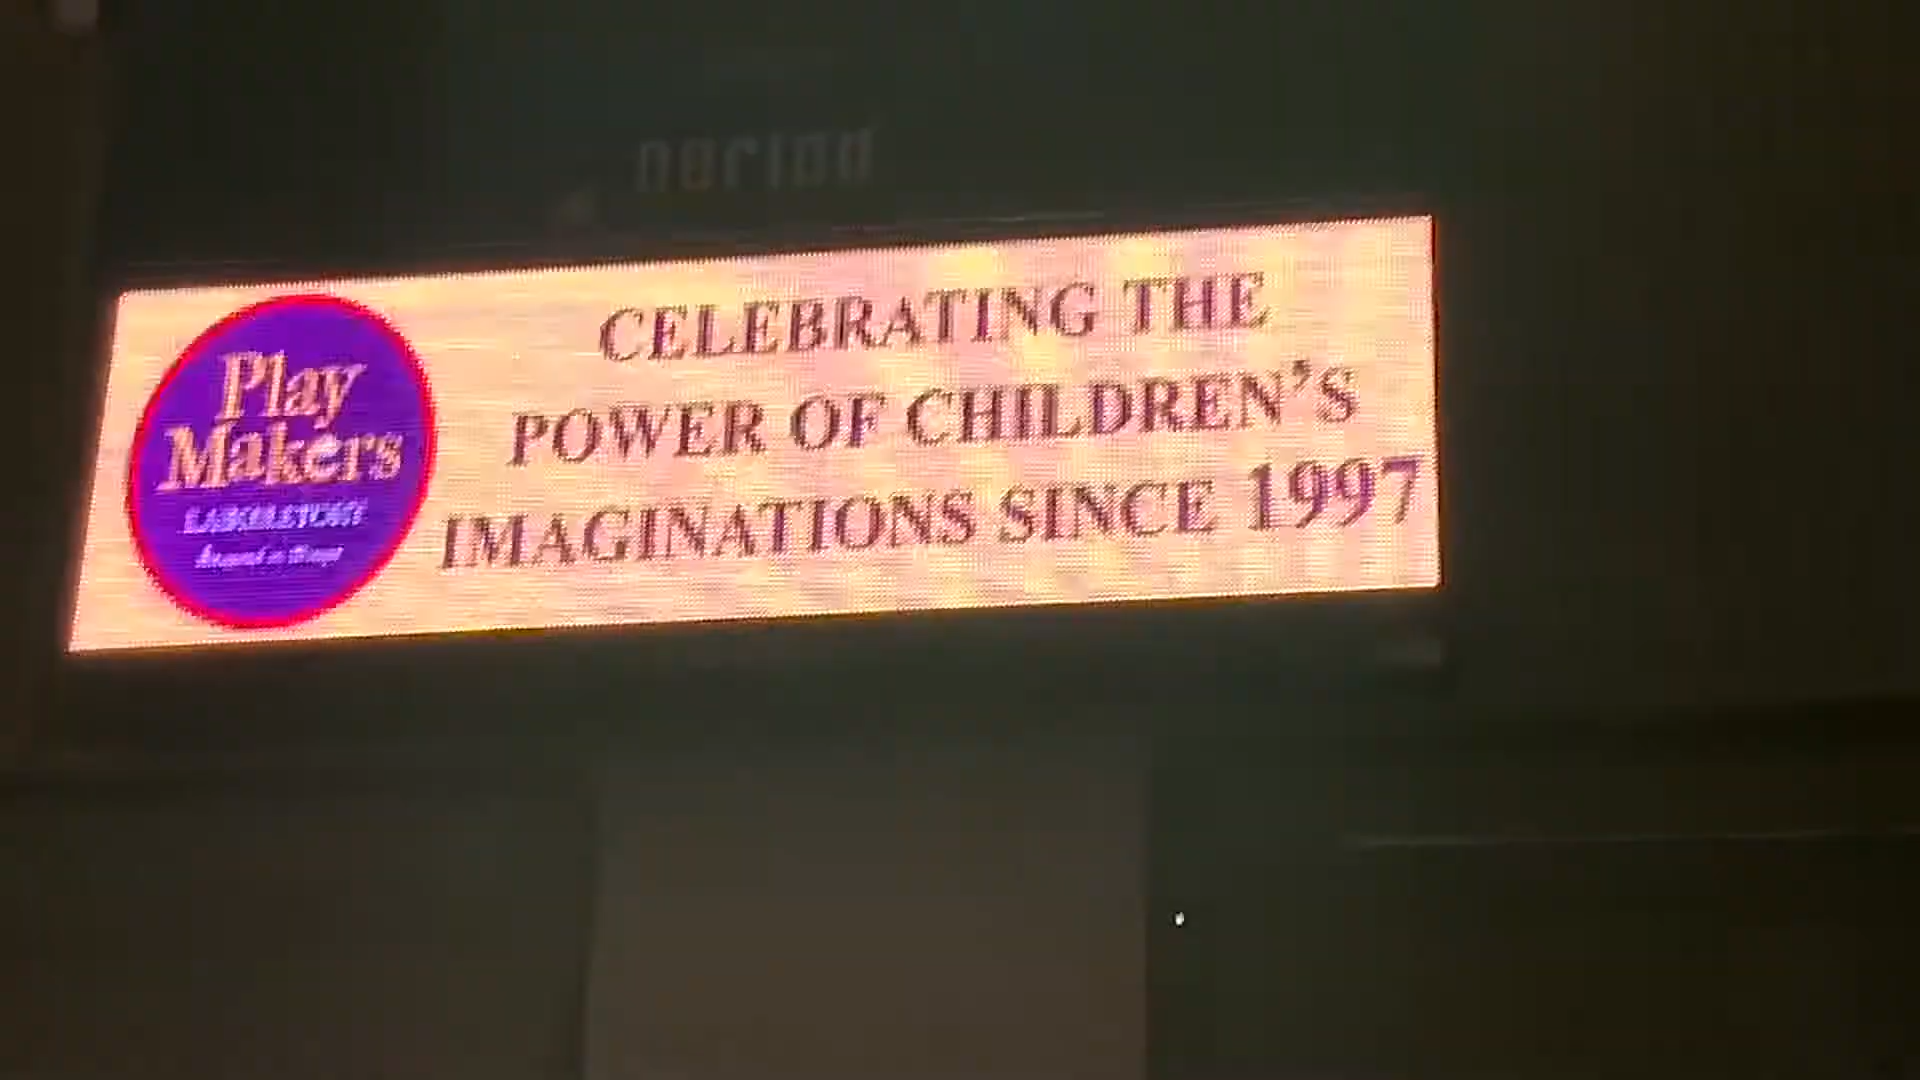 Play
Makers
CELEBRATING THE
POWER OF CHILDREN'S
IMAGINATIONS SINCE 1997